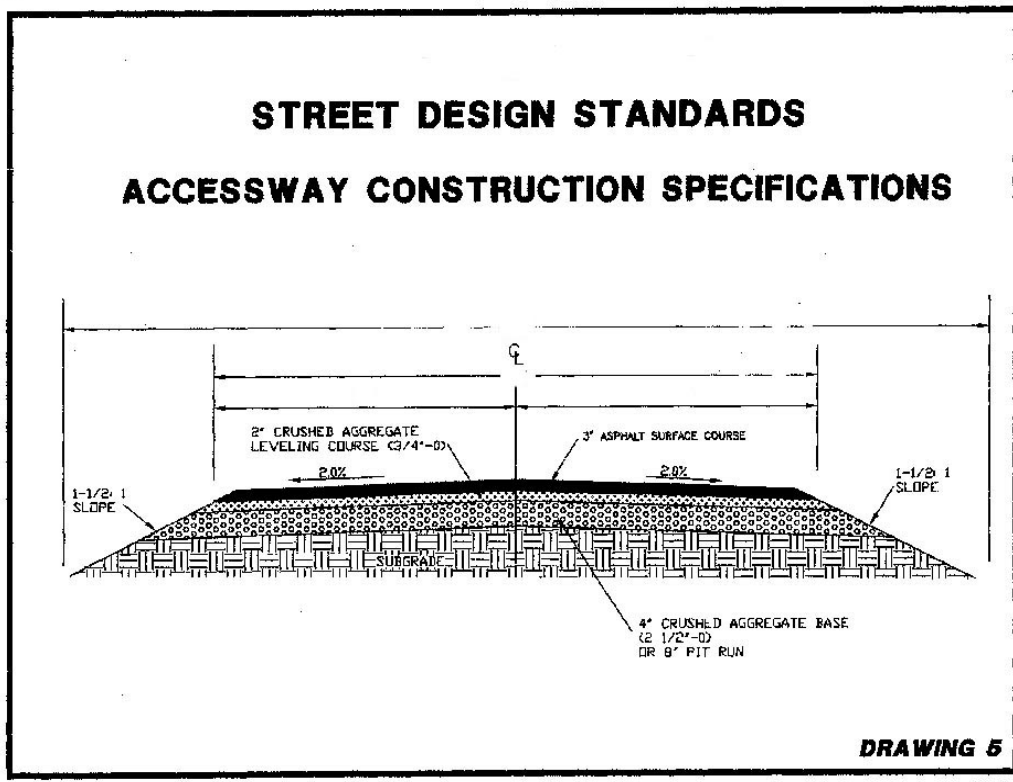 STREET DESIGN STANDARDS
ACCESSWAY CONSTRUCTION SPECIFICATIONS
CL
2" CRUSHED AGGREGATE
LEVELING COURSE (3/4"-0)
3" ASPHALT SURFACE COURSE
2.0%
2.0%
1-1/2: 1
SLOPE
1-1/2: 1
SLOPE
SUBGRADE
4" CRUSHED AGGREGATE BASE
(2 1/2"-0)
OR 8" PIT RUN
DRAWING 5